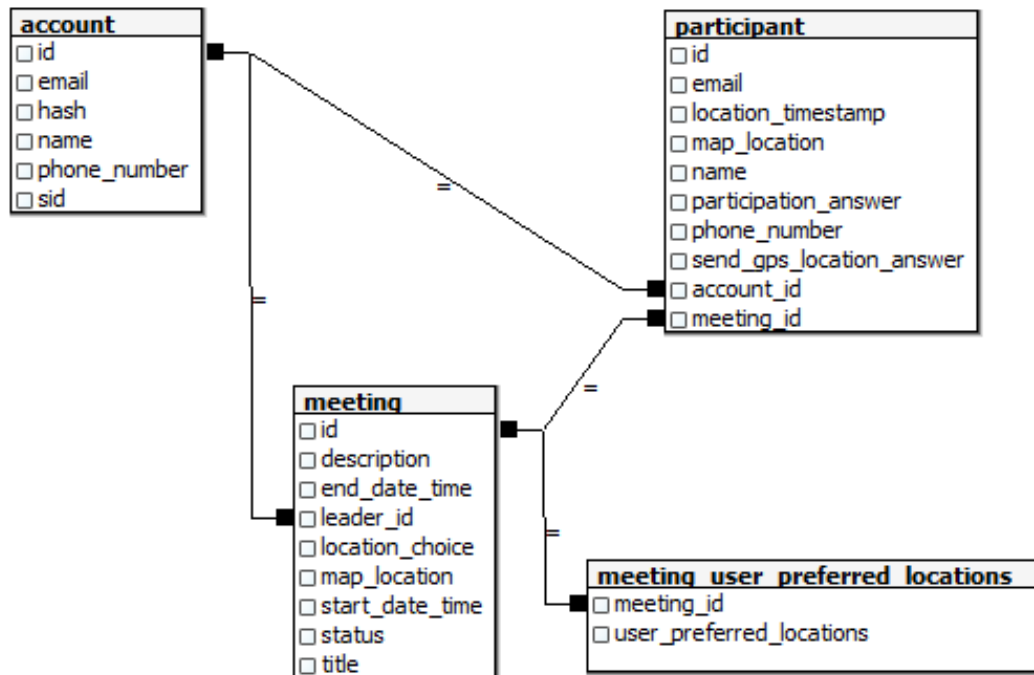 account
id
email
hash
name
phone_number
sid
participant
id
email
location_timestamp
map_location
name
participation_answer
phone_number
send_gps_location_answer
account_id
meeting_id
=
=
=
=
meeting
id
description
end_date_time
leader_id
location_choice
map_location
start_date_time
status
title
meeting_user_preferred_locations
meeting_id
user_preferred_locations